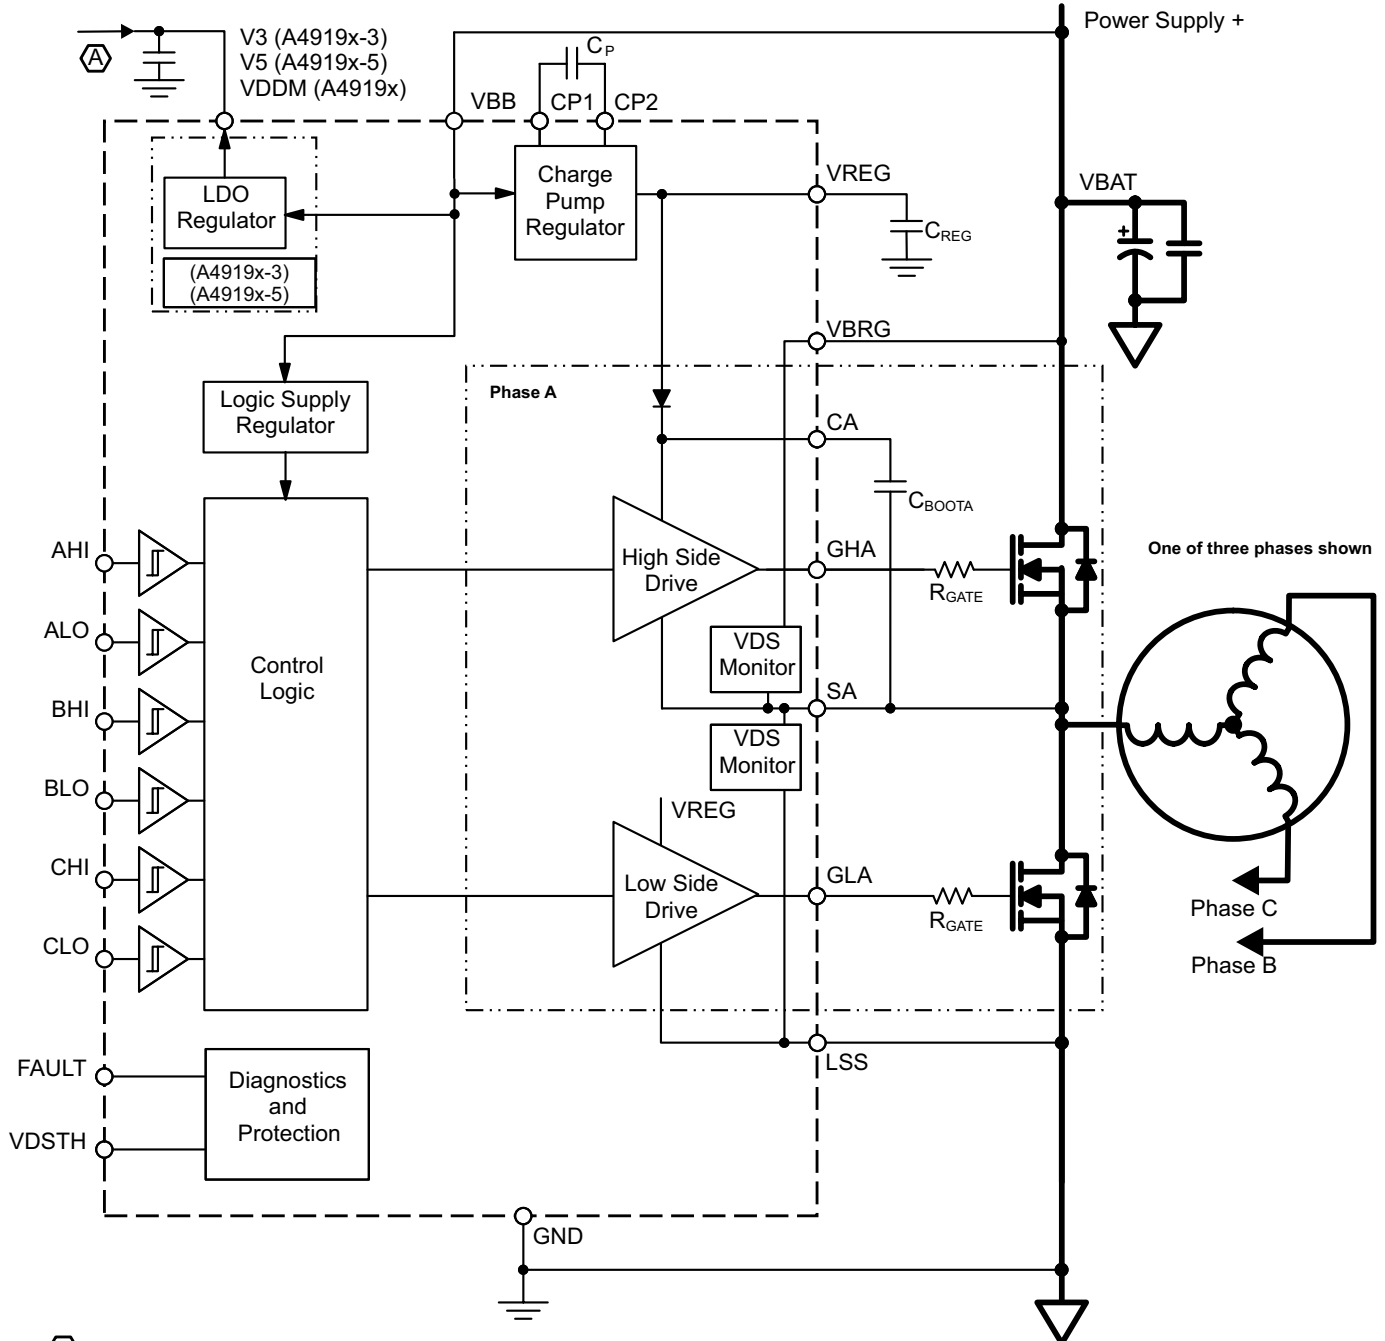 Power Supply +
A
V3 (A4919x-3)
V5 (A4919x-5)
VDDM (A4919x)
CP
VBB
CP1
CP2
LDO
Regulator
(A4919x-3)
(A4919x-5)
Charge
Pump
Regulator
VREG
CREG
VBAT
+
VBRG
Logic Supply
Regulator
Phase A
CA
CBOOTA
AHI
ALO
BHI
BLO
CHI
CLO
Control
Logic
High Side
Drive
GHA
RGATE
One of three phases shown
VDS
Monitor
SA
VDS
Monitor
VREG
Low Side
Drive
GLA
RGATE
Phase C
Phase B
LSS
FAULT
VDSTH
Diagnostics
and
Protection
GND